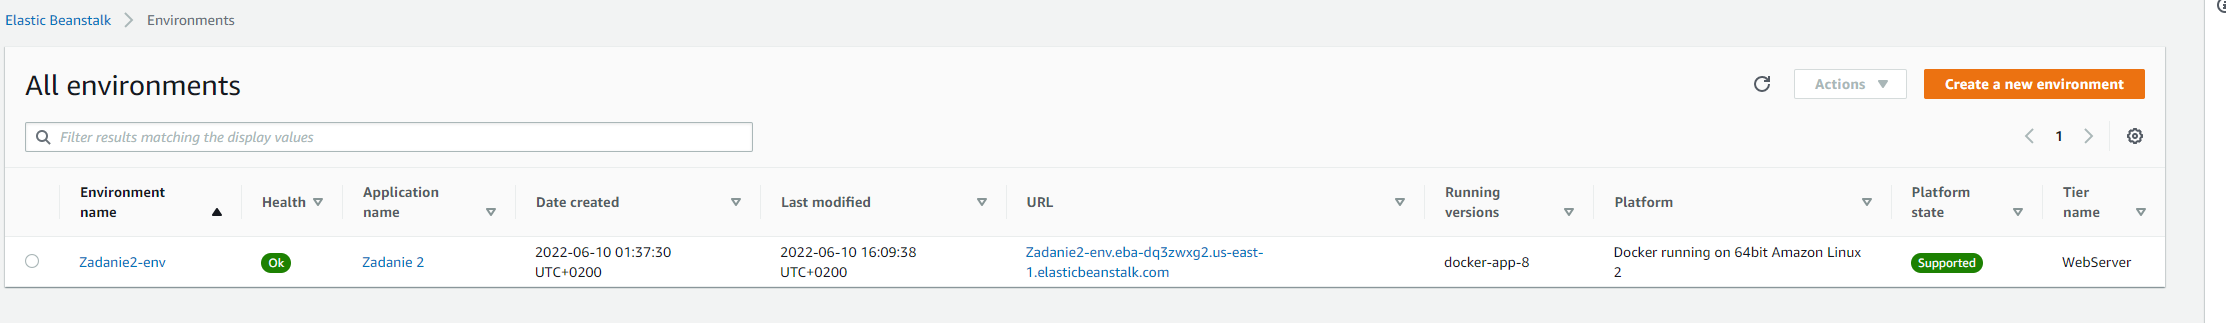 Elastic Beanstalk > Environments
All environments
Actions
Create a new environment
Filter results matching the display values
1
Environment name
Health
Application name
Date created
Last modified
URL
Running versions
Platform
Platform state
Tier name
Zadanie2-env
Ok
Zadanie 2
2022-06-10 01:37:30
UTC+0200
2022-06-10 16:09:38
UTC+0200
Zadanie2-env.eba-dq3zwxg2.us-east-
1.elasticbeanstalk.com
docker-app-8
Docker running on 64bit Amazon Linux
2
Supported
WebServer